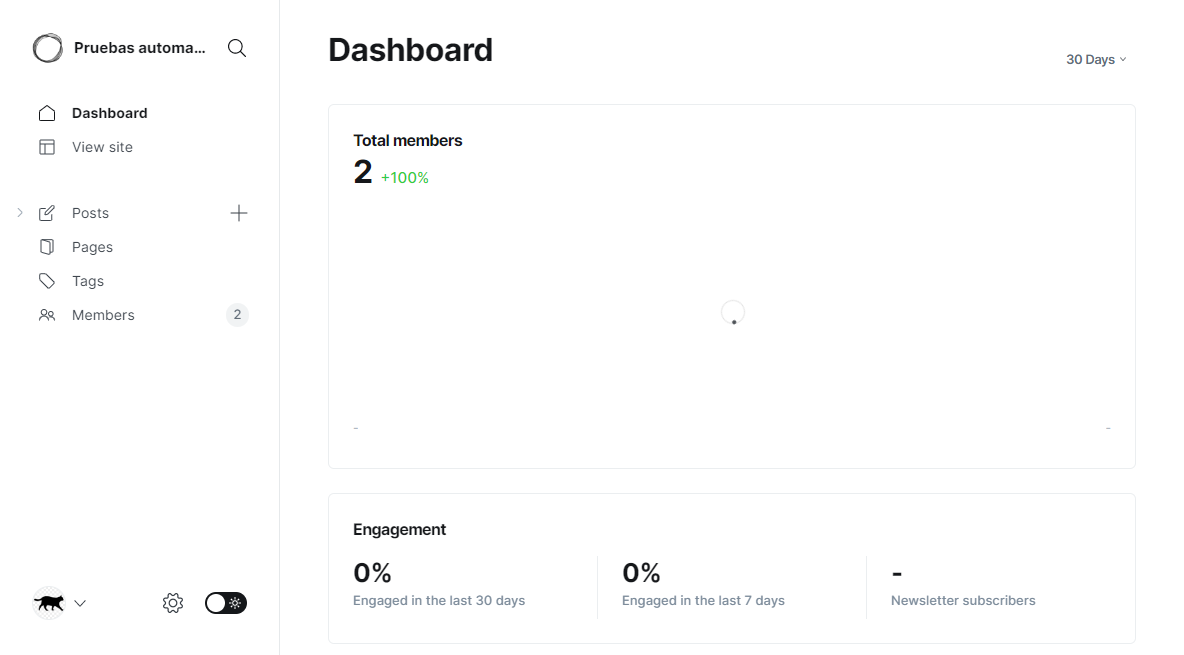 Pruebas automa...
Dashboard
View site
Posts
Pages
Tags
Members 2
Dashboard
30 Days
Total members
2 +100%
- -
Engagement
0% 0% -
Engaged in the last 30 days Engaged in the last 7 days Newsletter subscribers